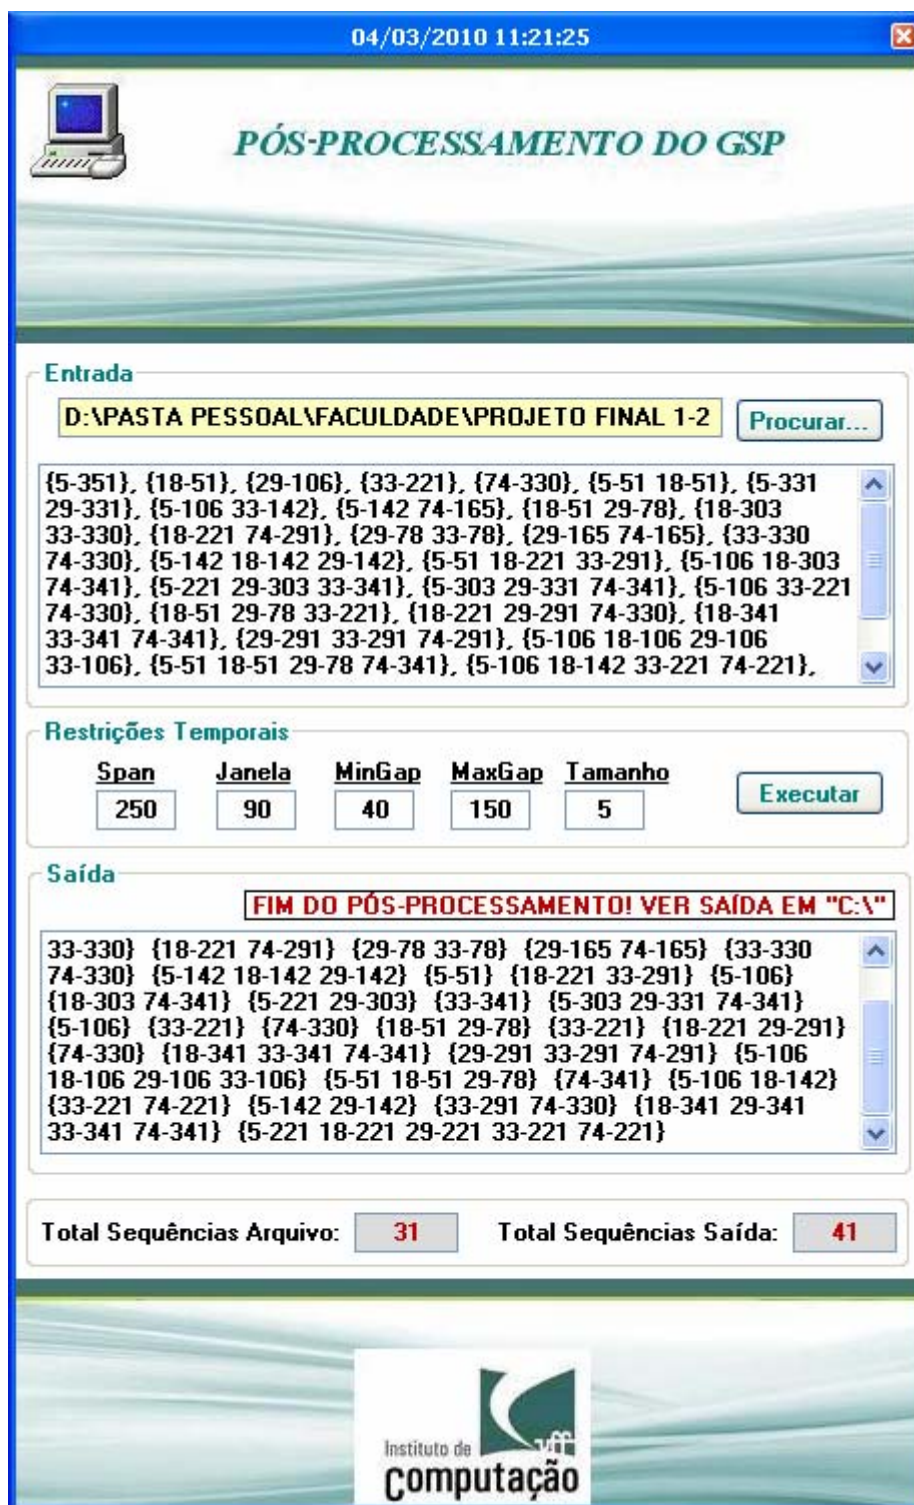 04/03/2010 11:21:25
PÓS-PROCESSAMENTO DO GSP
Entrada
D:\PASTA PESSOAL\FACULDADE\PROJETO FINAL 1-2
Procurar...
{5-351}, {18-51}, {29-106}, {33-221}, {74-330}, {5-51 18-51}, {5-331
29-331}, {5-106 33-142}, {5-142 74-165}, {18-51 29-78}, {18-303
33-330}, {18-221 74-291}, {29-78 33-78}, {29-165 74-165}, {33-330
74-330}, {5-142 18-142 29-142}, {5-51 18-221 33-291}, {5-106 18-303
74-341}, {5-221 29-303 33-341}, {5-303 29-331 74-341}, {5-106 33-221
74-330}, {18-51 29-78 33-221}, {18-221 29-291 74-330}, {18-341
33-341 74-341}, {29-291 33-291 74-291}, {5-106 18-106 29-106
33-106}, {5-51 18-51 29-78 74-341}, {5-106 18-142 33-221 74-221},
Restrições Temporais
Span Janela MinGap MaxGap Tamanho
250 90 40 150 5
Executar
Saída
FIM DO PÓS-PROCESSAMENTO! VER SAÍDA EM "C:\"
33-330} {18-221 74-291} {29-78 33-78} {29-165 74-165} {33-330
74-330} {5-142 18-142 29-142} {5-51} {18-221 33-291} {5-106}
{18-303 74-341} {5-221 29-303} {33-341} {5-303 29-331 74-341}
{5-106} {33-221} {74-330} {18-51 29-78} {33-221} {18-221 29-291}
{74-330} {18-341 33-341 74-341} {29-291 33-291 74-291} {5-106
18-106 29-106 33-106} {5-51 18-51 29-78} {74-341} {5-106 18-142}
{33-221 74-221} {5-142 29-142} {33-291 74-330} {18-341 29-341
33-341 74-341} {5-221 18-221 29-221 33-221 74-221}
Total Sequências Arquivo: 31 Total Sequências Saída: 41
Instituto de
computação
uff